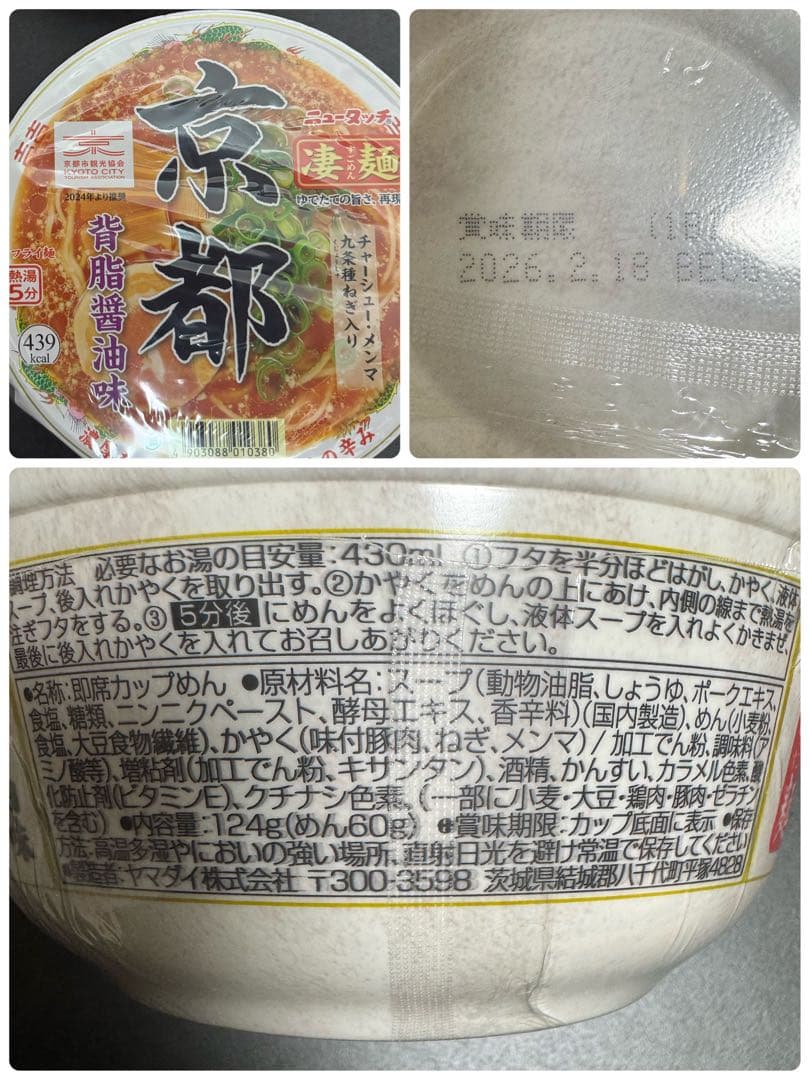 京都
背脂醤油味
ニュータッチ
凄麺
すごめん
ゆでたての旨さ、再現
チャーシュー・メンマ
九条種ねぎ入り
京都市観光協会
KYOTO CITY
TOURISM ASSOCIATION
2024年より推奨
フライ麺
熱湯
5分
439
kcal
4 903088 010380
賞味期限
2026.2.18
調理方法 必要なお湯の目安量:430ml ①フタを半分ほどはがし、かやく、液体
スープ、後入れかやくを取り出す。②かやくをめんの上にあけ、内側の線まで熱湯を
注ぎフタをする。③ 5分後 にめんをよくほぐし、液体スープを入れよくかきまぜ、
最後に後入れかやくを入れてお召しあがりください。
●名称:即席カップめん ●原材料名:スープ(動物油脂、しょうゆ、ポークエキス、
食塩、糖類、ニンニクペースト、酵母エキス、香辛料)(国内製造)、めん(小麦粉、
食塩、大豆食物繊維)、かやく(味付豚肉、ねぎ、メンマ)/加工でん粉、調味料(ア
ミノ酸等)、増粘剤(加工でん粉、キサンタン)、酒精、かんすい、カラメル色素、酸
化防止剤(ビタミンE)、クチナシ色素、(一部に小麦・大豆・鶏肉・豚肉・ゼラチン
を含む) ●内容量:124g(めん60g) ●賞味期限:カップ底面に表示 ●保存
方法:高温多湿やにおいの強い場所、直射日光を避け常温で保存してください
●製造者:ヤマダイ株式会社 〒300-3598 茨城県結城郡八千代町平塚4828